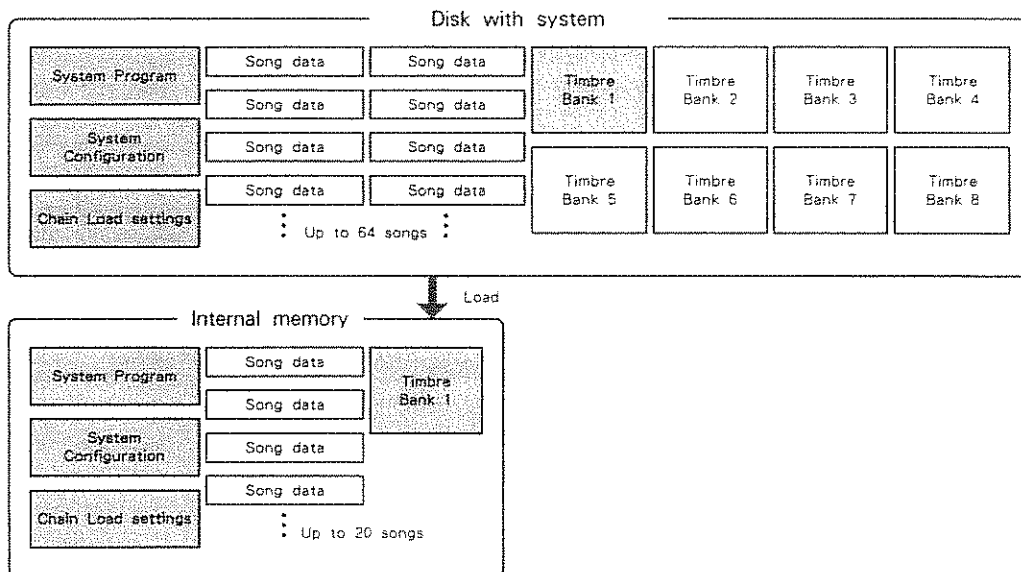 Disk with system
System Program
System
Configuration
Chain Load settings
Song data
Song data
Song data
Song data
Song data
Song data
Song data
Song data
Up to 64 songs
Timbre
Bank 1
Timbre
Bank 2
Timbre
Bank 3
Timbre
Bank 4
Timbre
Bank 5
Timbre
Bank 6
Timbre
Bank 7
Timbre
Bank 8
Load
Internal memory
System Program
System
Configuration
Chain Load settings
Song data
Song data
Song data
Song data
Up to 20 songs
Timbre
Bank 1